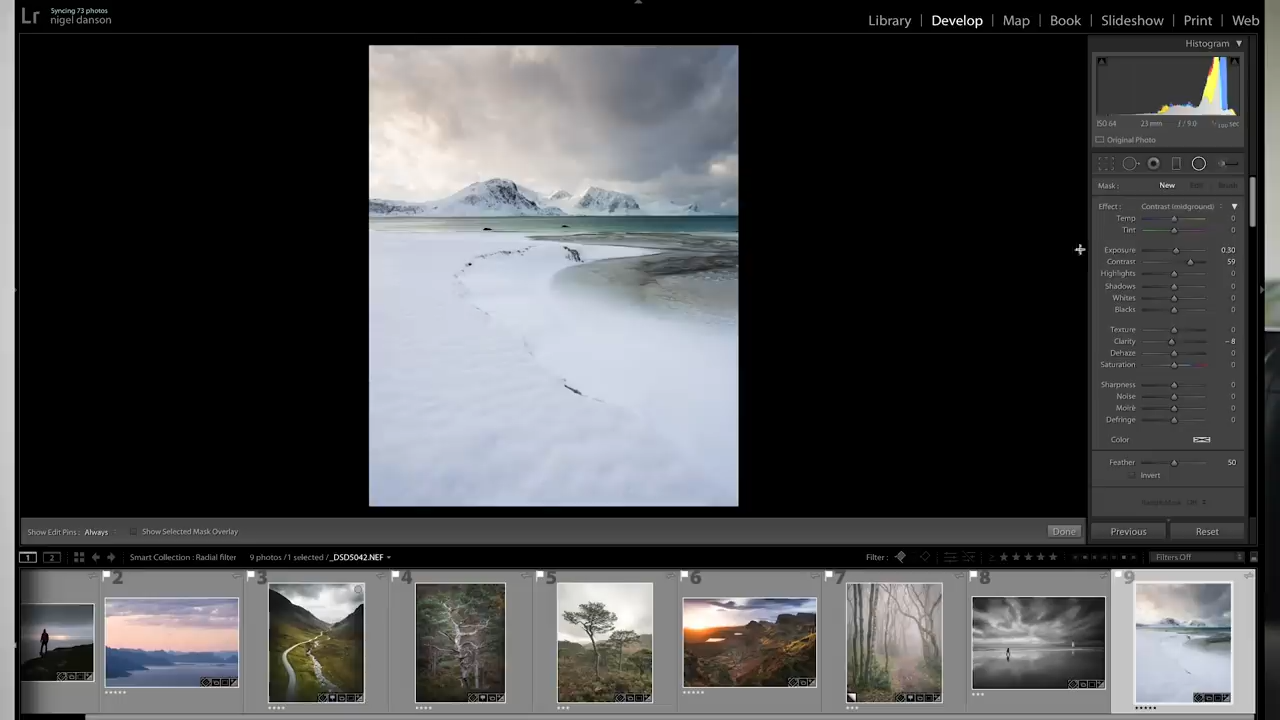 Lr Syncing 73 photos
nigel danson
Library | Develop | Map | Book | Slideshow | Print | Web
Histogram
ISO 64 23 mm f / 9.0
Original Photo
Mask : New Edit Brush
Effect : Contrast (midground)
Temp 0
Tint 0
Exposure 0.30
Contrast 59
Highlights 0
Shadows 0
Whites 0
Blacks 0
Texture 0
Clarity – 8
Dehaze 0
Saturation 0
Sharpness 0
Noise 0
Moiré 0
Defringe 0
Color
Feather 50
Invert
Show Edit Pins : Always Show Selected Mask Overlay Done Previous Reset
1 2 Smart Collection : Radial filter 9 photos /1 selected /_DSD5042.NEF Filter : Filters Off
2 3 4 5 6 7 8 9